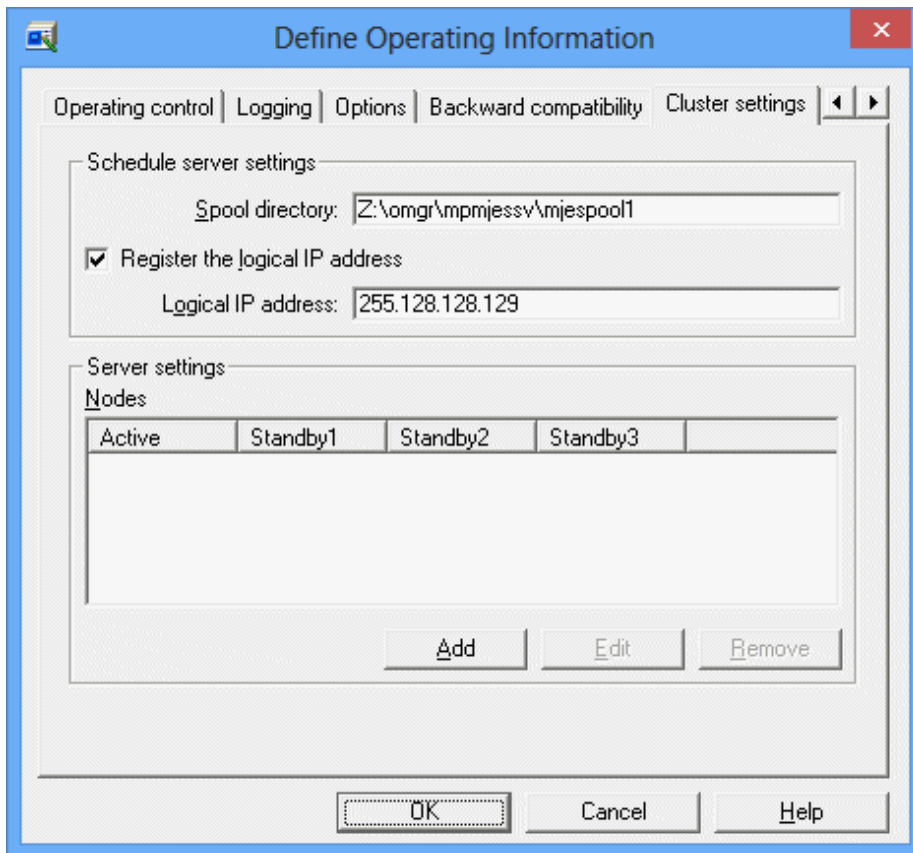 Define Operating Information
Operating control Logging Options Backward compatibility Cluster settings
Schedule server settings
Spool directory: Z:\omgr\mpmjessv\mjespool1
Register the logical IP address
Logical IP address: 255.128.128.129
Server settings
Nodes
Active Standby1 Standby2 Standby3
Add Edit Remove
OK Cancel Help